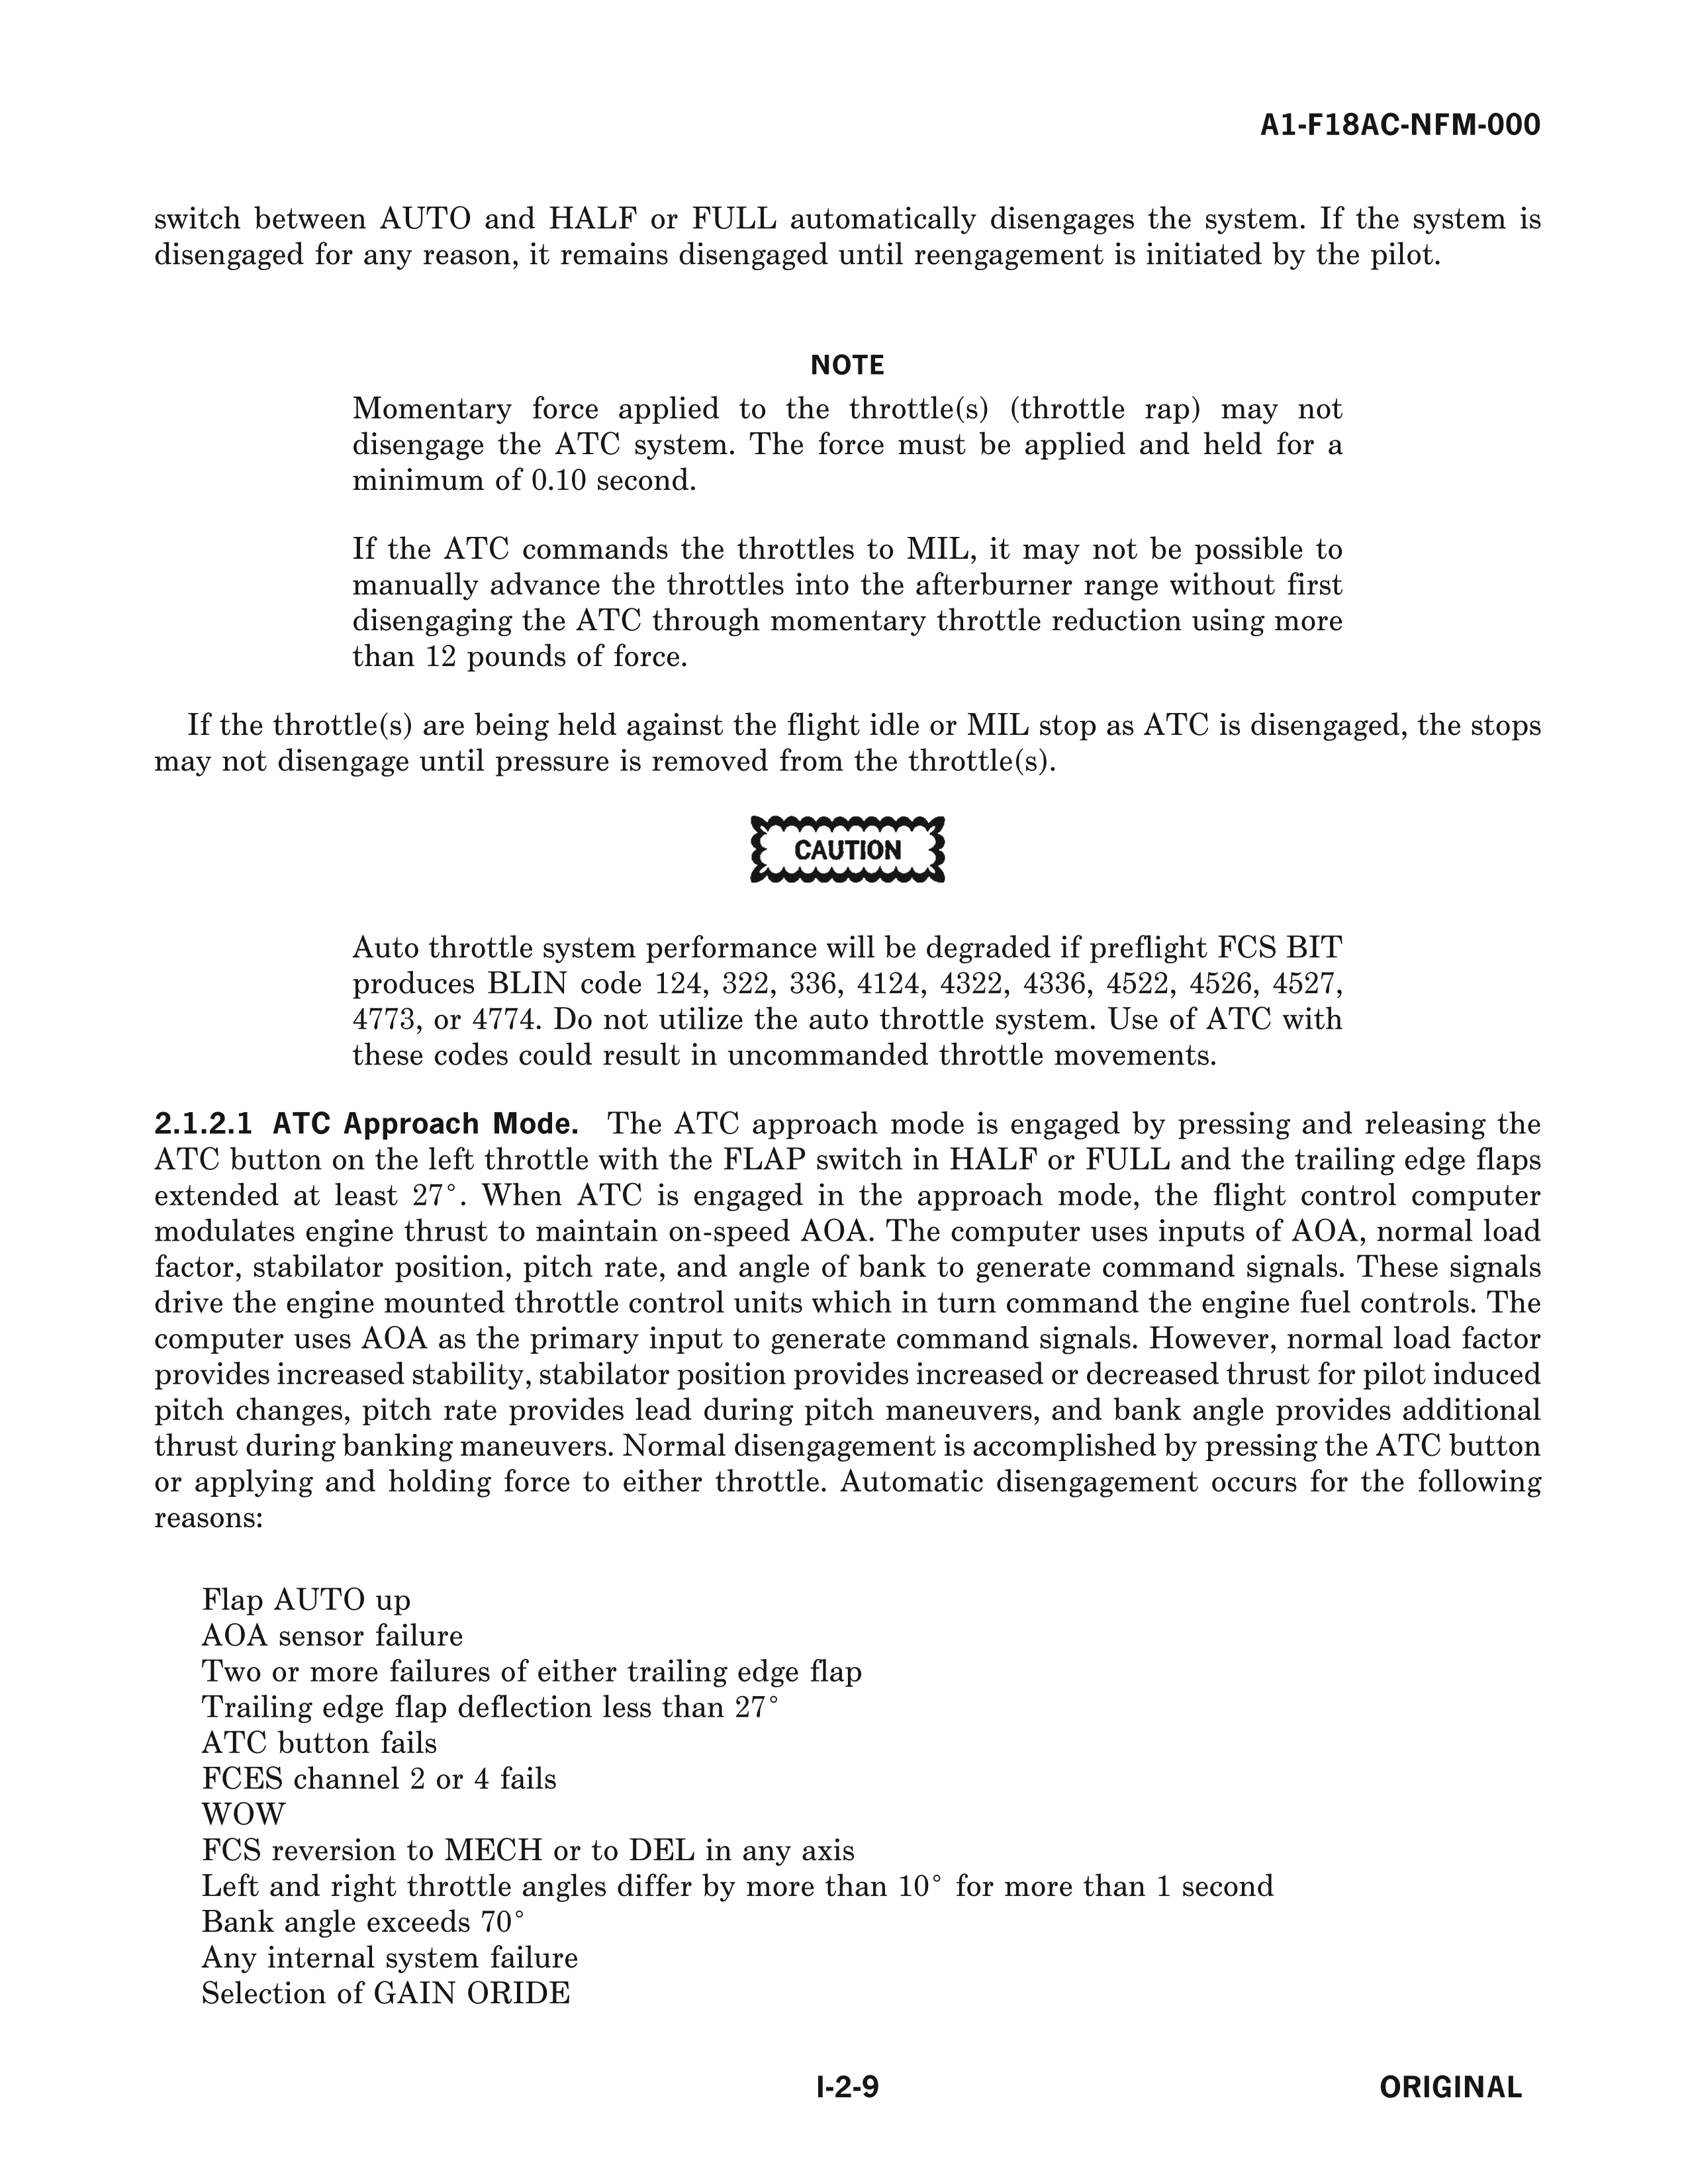 A1-F18AC-NFM-000
switch between AUTO and HALF or FULL automatically disengages the system. If the system is
disengaged for any reason, it remains disengaged until reengagement is initiated by the pilot.
NOTE
Momentary force applied to the throttle(s) (throttle rap) may not
disengage the ATC system. The force must be applied and held for a
minimum of 0.10 second.
If the ATC commands the throttles to MIL, it may not be possible to
manually advance the throttles into the afterburner range without first
disengaging the ATC through momentary throttle reduction using more
than 12 pounds of force.
If the throttle(s) are being held against the flight idle or MIL stop as ATC is disengaged, the stops
may not disengage until pressure is removed from the throttle(s).
CAUTION
Auto throttle system performance will be degraded if preflight FCS BIT
produces BLIN code 124, 322, 336, 4124, 4322, 4336, 4522, 4526, 4527,
4773, or 4774. Do not utilize the auto throttle system. Use of ATC with
these codes could result in uncommanded throttle movements.
2.1.2.1 ATC Approach Mode. The ATC approach mode is engaged by pressing and releasing the
ATC button on the left throttle with the FLAP switch in HALF or FULL and the trailing edge flaps
extended at least 27°. When ATC is engaged in the approach mode, the flight control computer
modulates engine thrust to maintain on-speed AOA. The computer uses inputs of AOA, normal load
factor, stabilator position, pitch rate, and angle of bank to generate command signals. These signals
drive the engine mounted throttle control units which in turn command the engine fuel controls. The
computer uses AOA as the primary input to generate command signals. However, normal load factor
provides increased stability, stabilator position provides increased or decreased thrust for pilot induced
pitch changes, pitch rate provides lead during pitch maneuvers, and bank angle provides additional
thrust during banking maneuvers. Normal disengagement is accomplished by pressing the ATC button
or applying and holding force to either throttle. Automatic disengagement occurs for the following
reasons:
Flap AUTO up
AOA sensor failure
Two or more failures of either trailing edge flap
Trailing edge flap deflection less than 27°
ATC button fails
FCES channel 2 or 4 fails
WOW
FCS reversion to MECH or to DEL in any axis
Left and right throttle angles differ by more than 10° for more than 1 second
Bank angle exceeds 70°
Any internal system failure
Selection of GAIN ORIDE
I-2-9
ORIGINAL